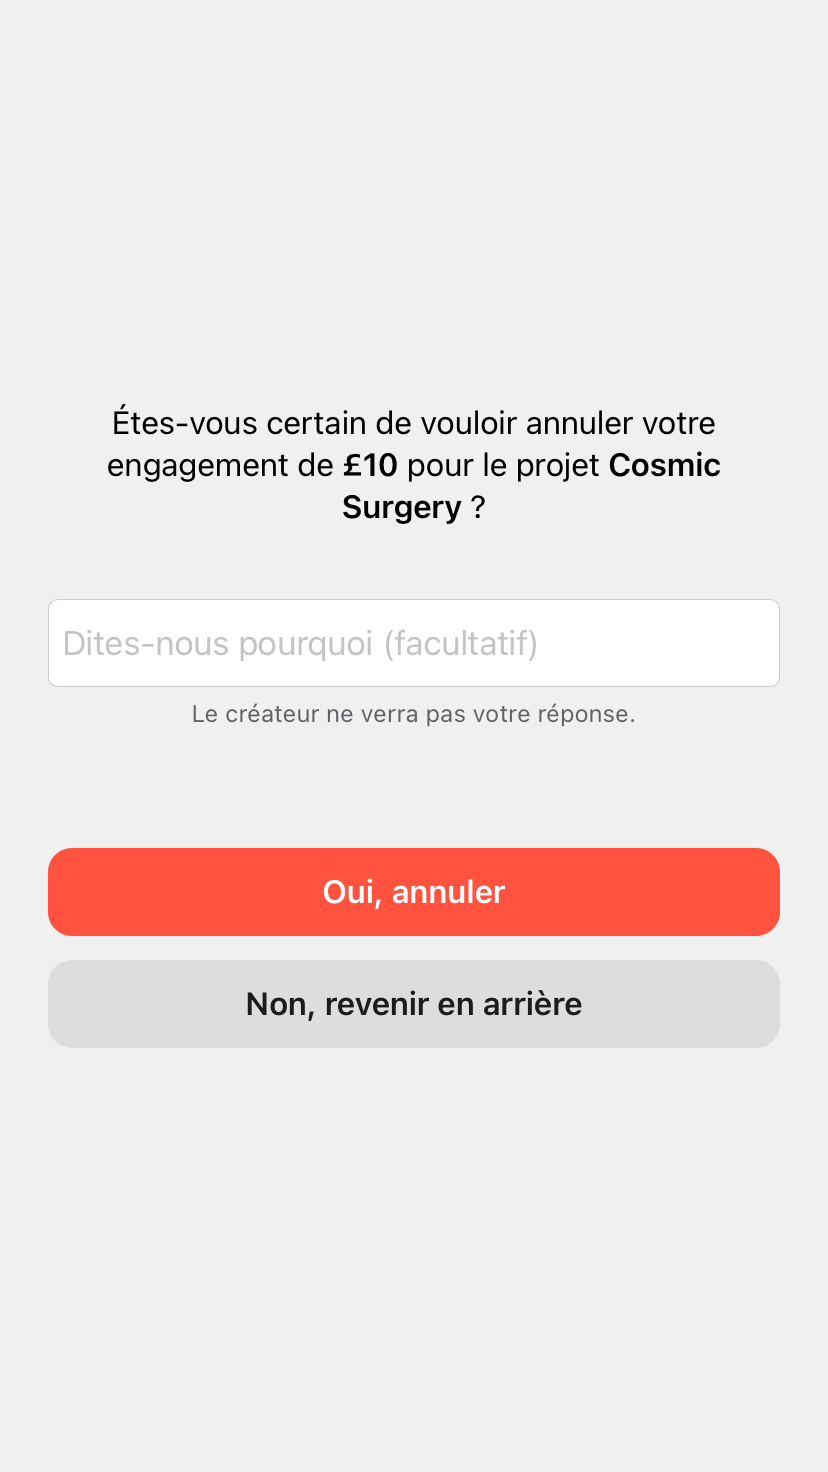 Êtes-vous certain de vouloir annuler votre
engagement de £10 pour le projet Cosmic
Surgery ?
Dites-nous pourquoi (facultatif)
Le créateur ne verra pas votre réponse.
Oui, annuler
Non, revenir en arrière